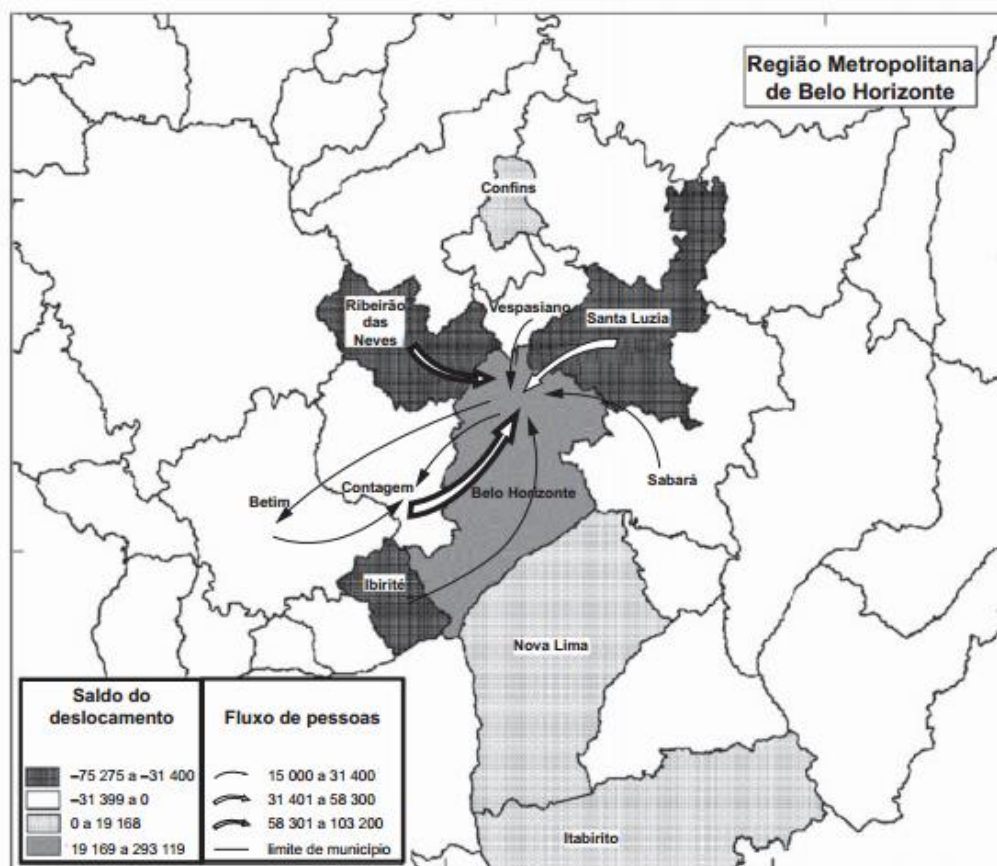 Região Metropolitana
de Belo Horizonte
Confins
Ribeirão
das
Neves
Vespasiano
Santa Luzia
Contagem
Betim
Belo Horizonte
Sabará
Ibirité
Nova Lima
Itabirito
Saldo do
deslocamento
–75 275 a –31 400
–31 399 a 0
0 a 19 168
19 169 a 293 119
Fluxo de pessoas
15 000 a 31 400
31 401 a 58 300
58 301 a 103 200
limite de município